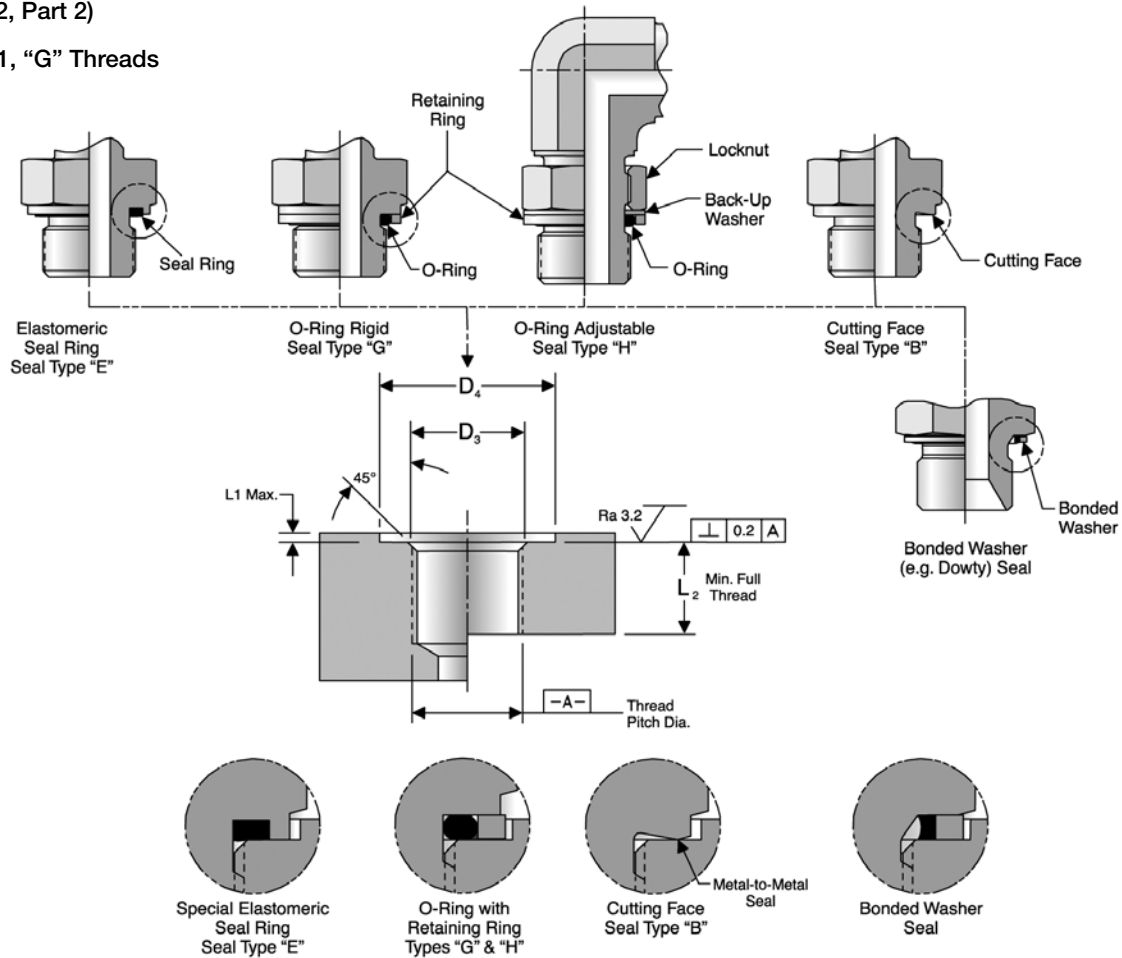 2, Part 2)
1, “G” Threads
Retaining
Ring
Locknut
Back-Up
Washer
O-Ring
Seal Ring
O-Ring
Cutting Face
Elastomeric
Seal Ring
Seal Type “E”
O-Ring Rigid
Seal Type “G”
O-Ring Adjustable
Seal Type “H”
Cutting Face
Seal Type “B”
D4
D3
45°
L1 Max.
Ra 3.2
⊥ 0.2 A
L2
Min. Full
Thread
Bonded
Washer
Bonded Washer
(e.g. Dowty) Seal
-A-
Thread
Pitch Dia.
Special Elastomeric
Seal Ring
Seal Type “E”
O-Ring with
Retaining Ring
Types “G” & “H”
Cutting Face
Seal Type “B”
Metal-to-Metal
Seal
Bonded Washer
Seal